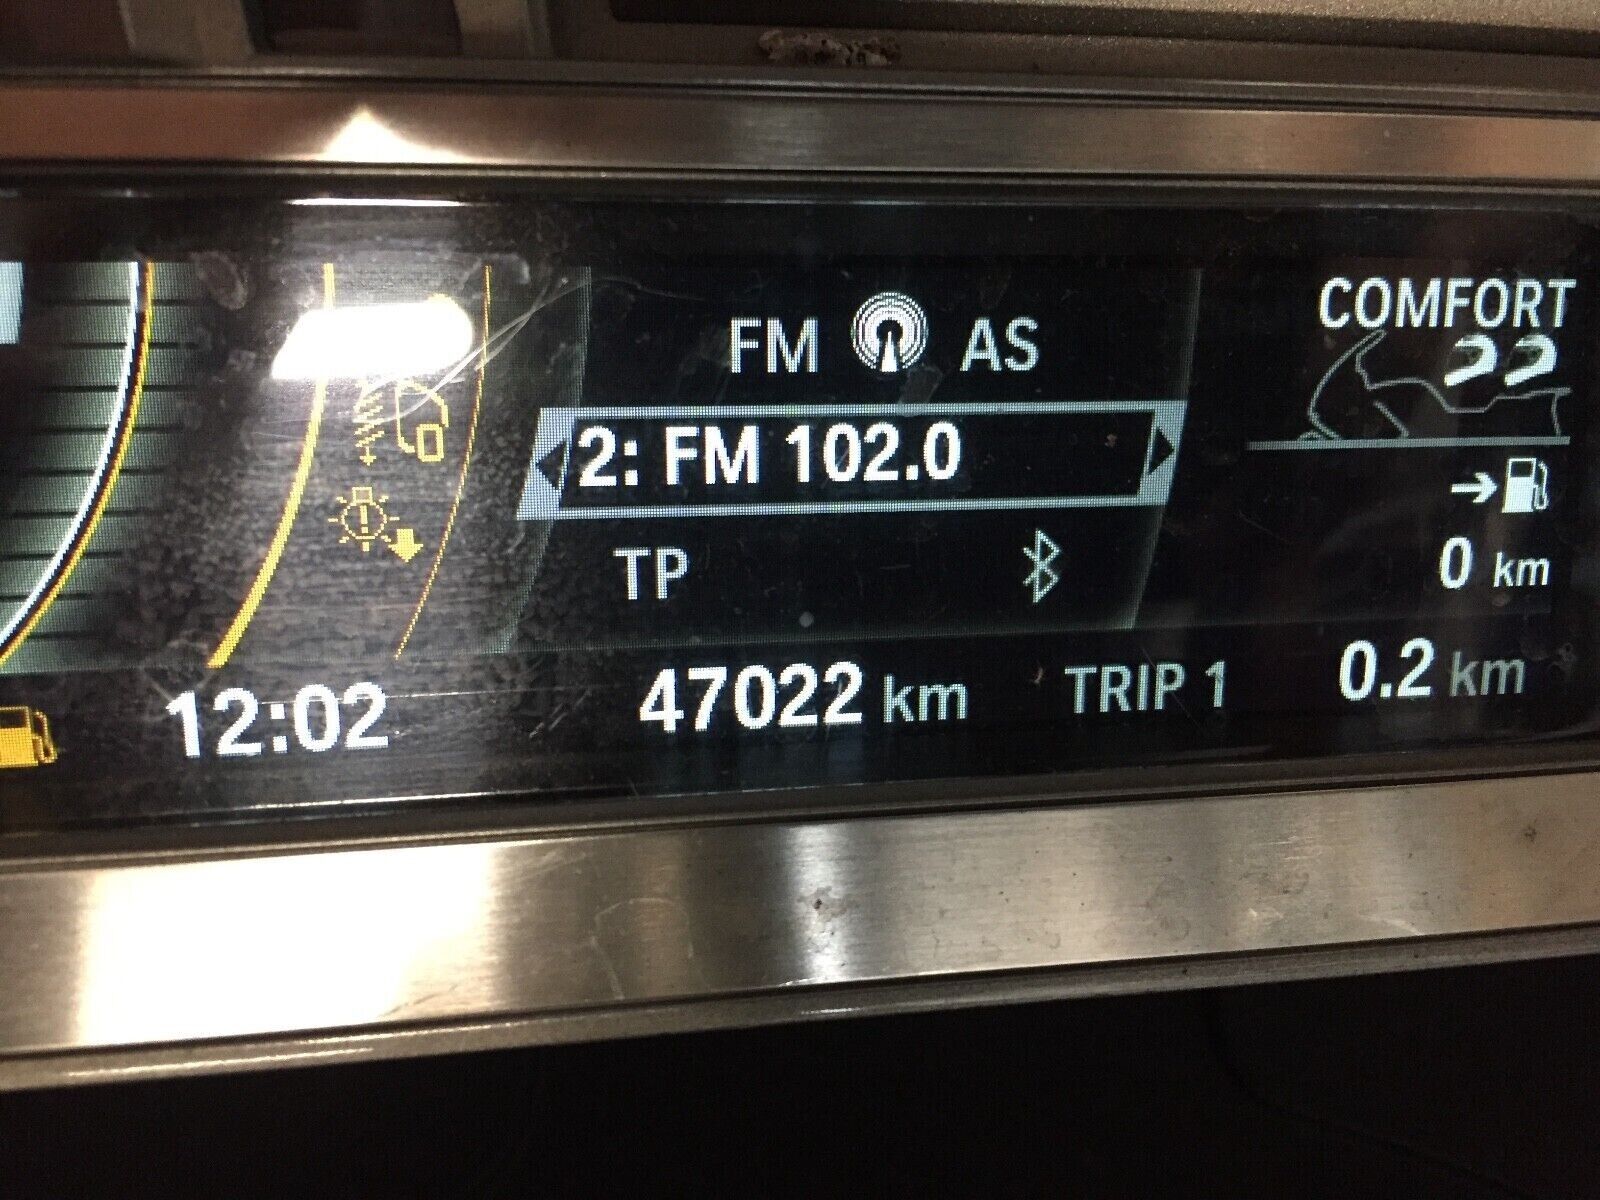 COMFORT
FM AS
2: FM 102.0
TP
0 km
12:02
47022 km TRIP 1 0.2 km